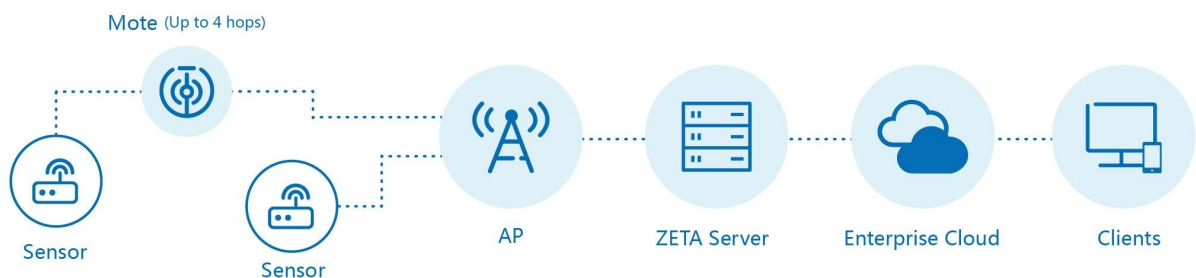 Mote (Up to 4 hops)
Sensor
Sensor
AP
ZETA Server
Enterprise Cloud
Clients